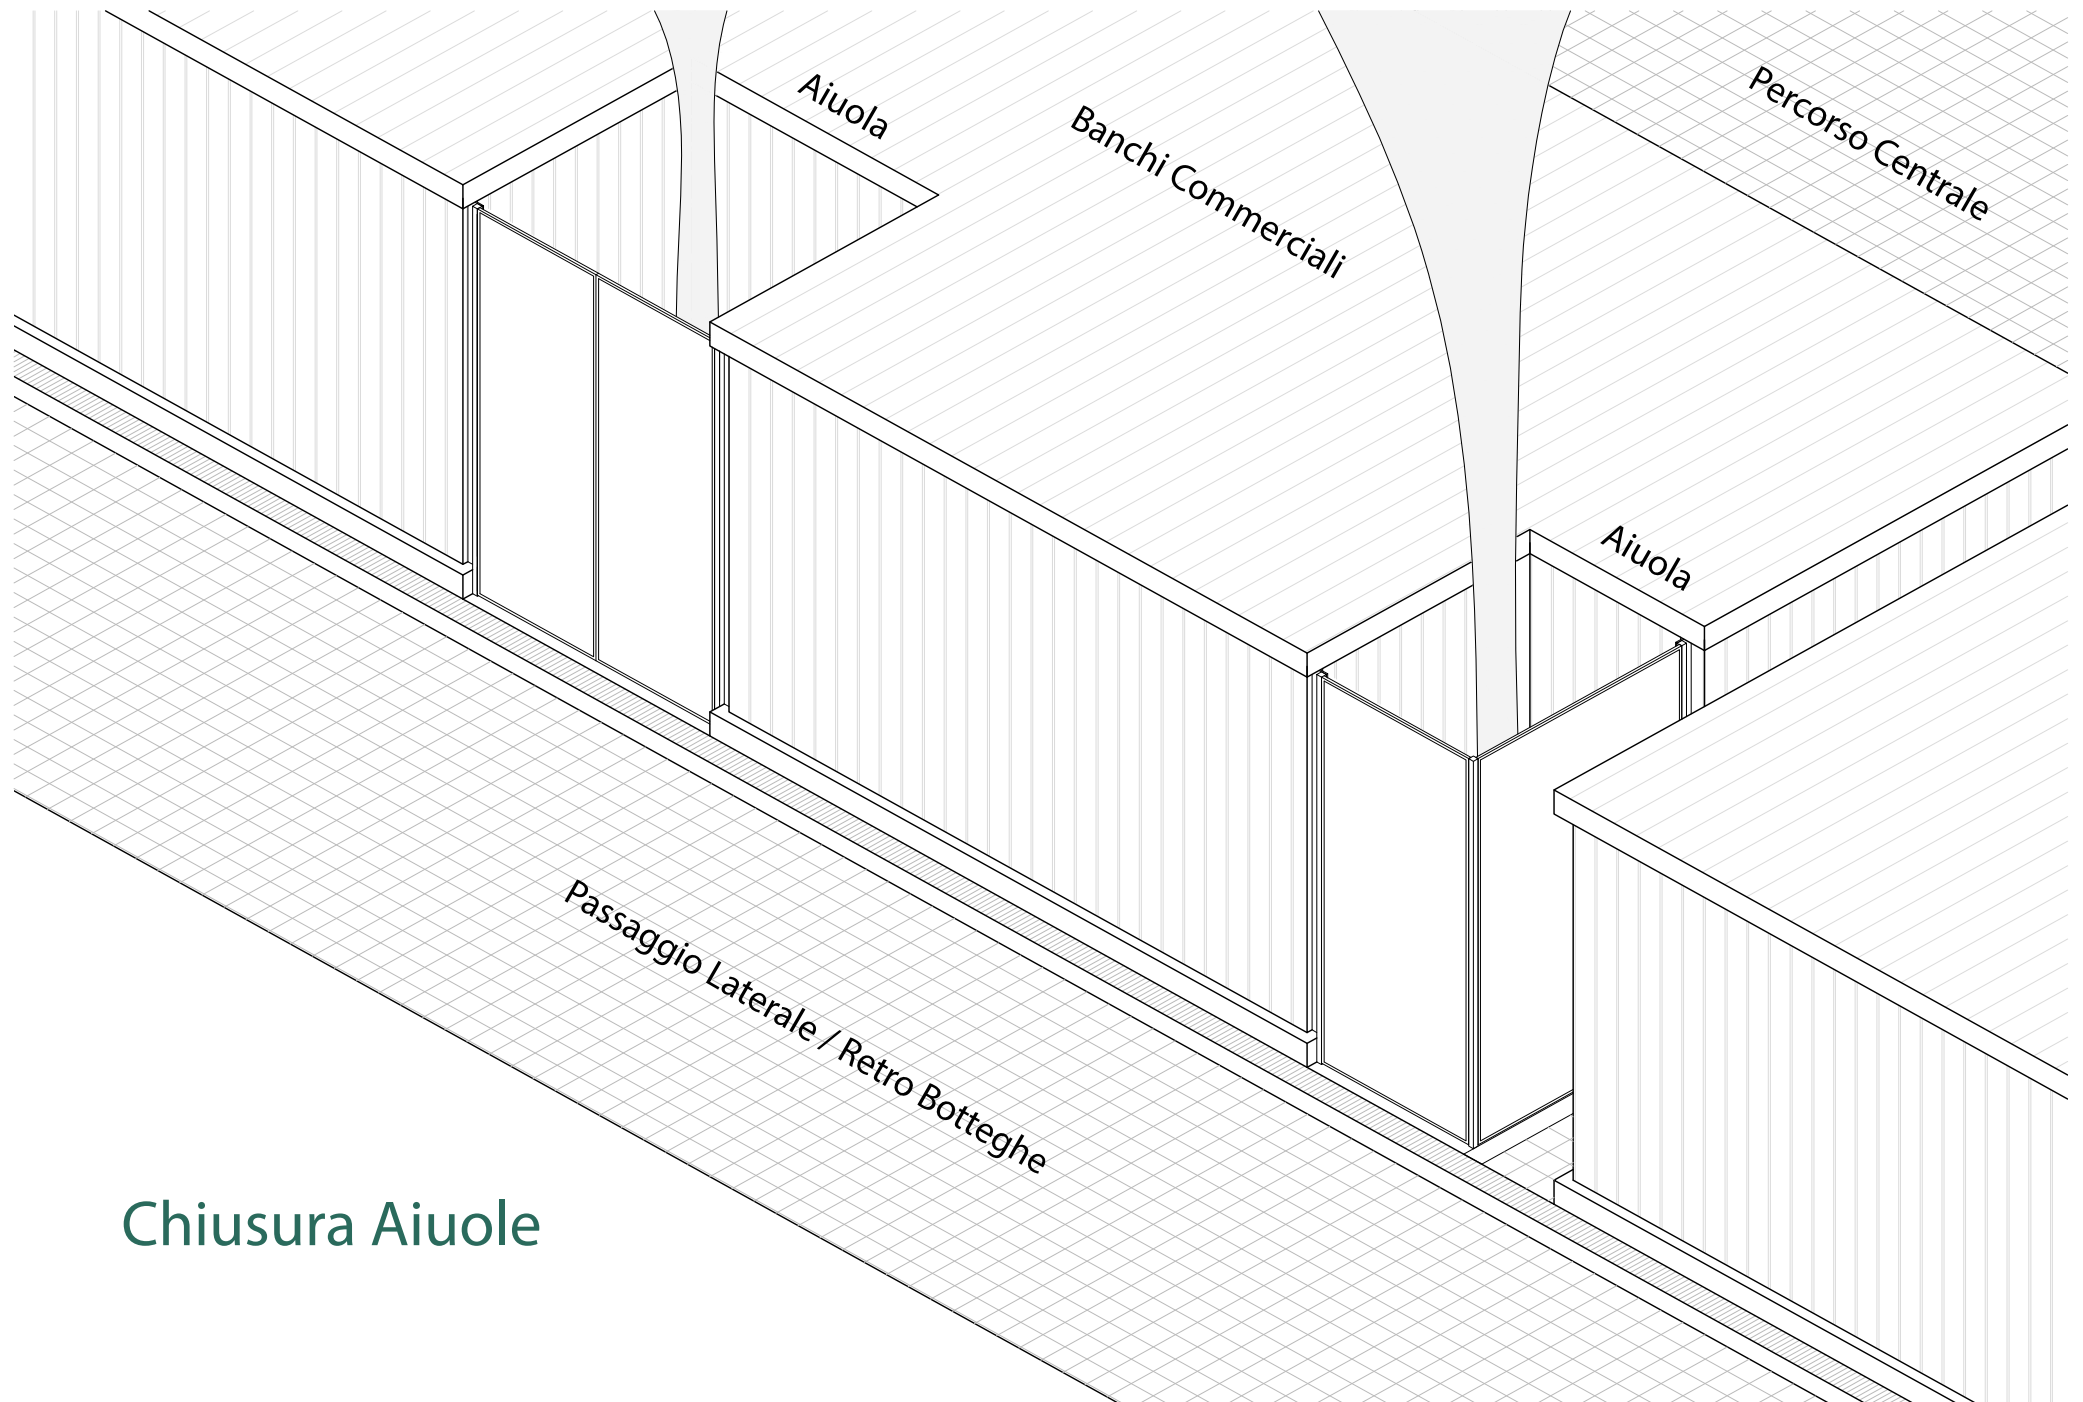 Aiuola
Banchi Commerciali
Percorso Centrale
Aiuola
Passaggio Laterale / Retro Botteghe
Chiusura Aiuole